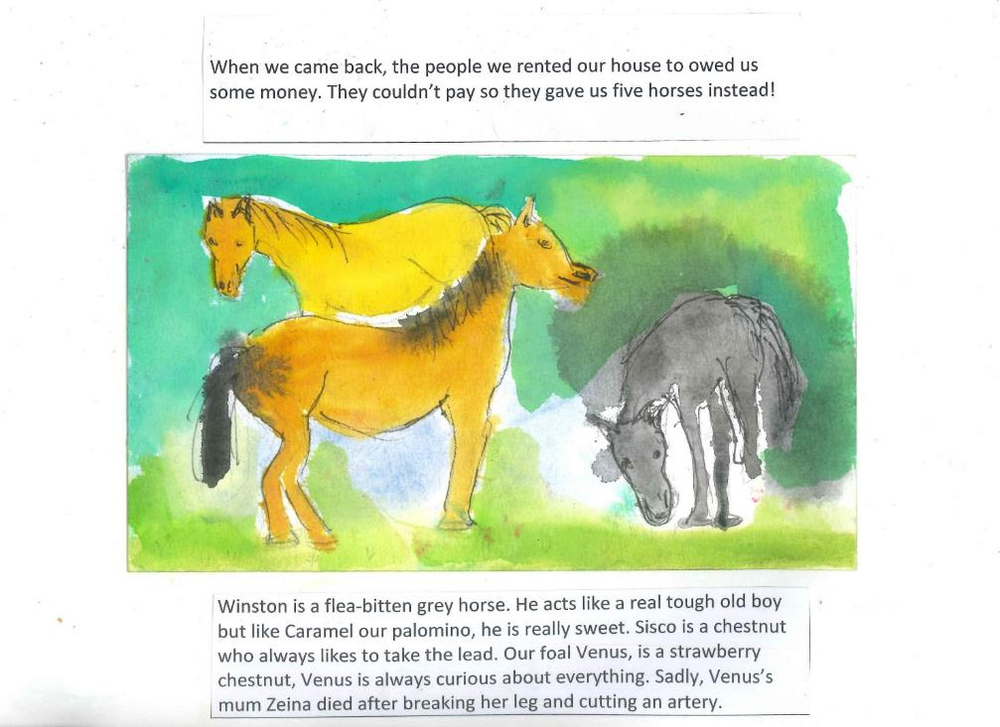 When we came back, the people we rented our house to owed us
some money. They couldn't pay so they gave us five horses instead!
Winston is a flea-bitten grey horse. He acts like a real tough old boy
but like Caramel our palomino, he is really sweet. Sisco is a chestnut
who always likes to take the lead. Our foal Venus, is a strawberry
chestnut, Venus is always curious about everything. Sadly, Venus's
mum Zeina died after breaking her leg and cutting an artery.